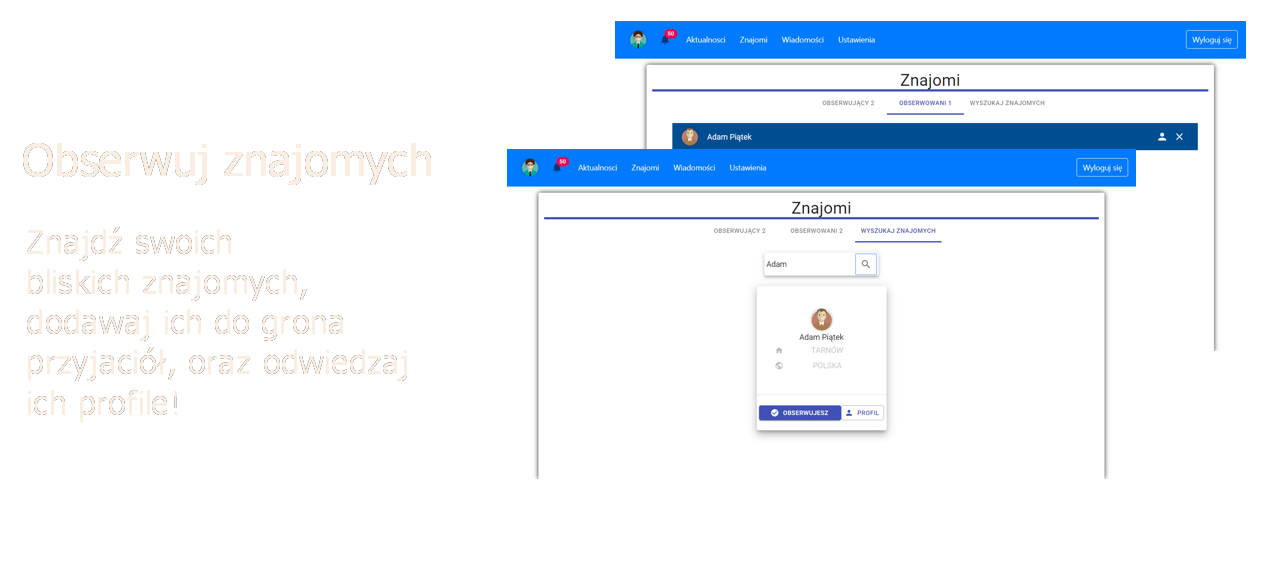 Obserwuj znajomych
Znajdź swoich
bliskich znajomych,
dodawaj ich do grona
przyjaciół, oraz odwiedzaj
ich profile!
50 Aktualnosci Znajomi Wiadomości Ustawienia Wyloguj się
Znajomi
OBSERWUJĄCY 2 OBSERWOWANI 1 WYSZUKAJ ZNAJOMYCH
Adam Piątek
50 Aktualnosci Znajomi Wiadomości Ustawienia Wyloguj się
Znajomi
OBSERWUJĄCY 2 OBSERWOWANI 2 WYSZUKAJ ZNAJOMYCH
Adam
Adam Piątek
TARNÓW
POLSKA
OBSERWUJESZ PROFIL